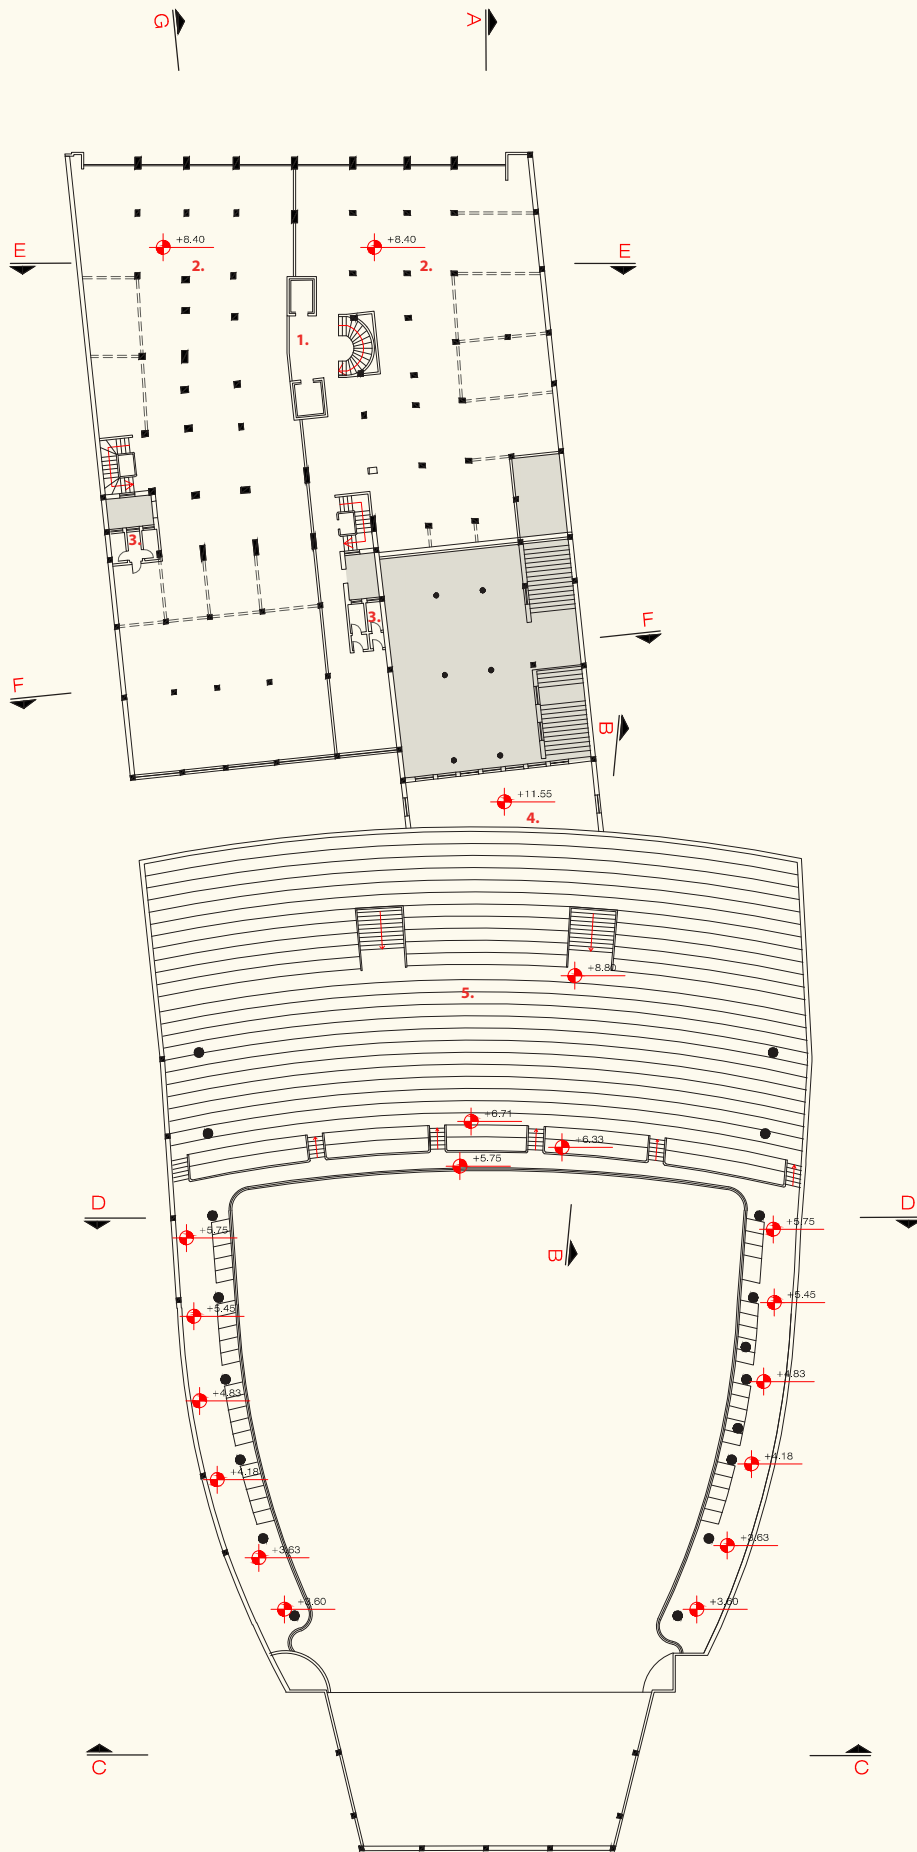 G
A
+8.40
+8.40
E
2.
2.
E
1.
3.
3.
F
F
B
+11.55
4.
+8.80
5.
+6.71
+6.33
+5.75
D
D
+5.75
+5.75
B
+5.45
+5.45
+4.83
+4.83
+4.18
+4.18
+3.63
+3.63
+3.60
+3.60
C
C